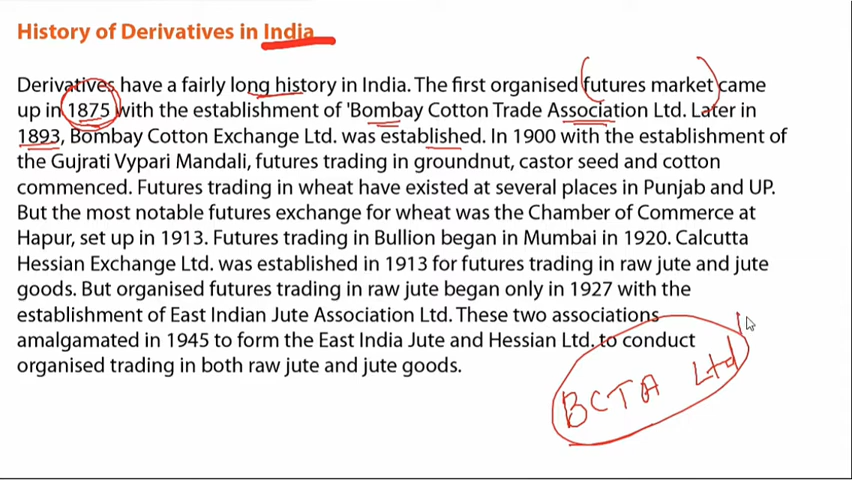 History of Derivatives in India
Derivatives have a fairly long history in India. The first organised futures market came
up in 1875 with the establishment of 'Bombay Cotton Trade Association Ltd. Later in
1893, Bombay Cotton Exchange Ltd. was established. In 1900 with the establishment of
the Gujrati Vypari Mandali, futures trading in groundnut, castor seed and cotton
commenced. Futures trading in wheat have existed at several places in Punjab and UP.
But the most notable futures exchange for wheat was the Chamber of Commerce at
Hapur, set up in 1913. Futures trading in Bullion began in Mumbai in 1920. Calcutta
Hessian Exchange Ltd. was established in 1913 for futures trading in raw jute and jute
goods. But organised futures trading in raw jute began only in 1927 with the
establishment of East Indian Jute Association Ltd. These two associations
amalgamated in 1945 to form the East India Jute and Hessian Ltd. to conduct
organised trading in both raw jute and jute goods.
BCTA Ltd